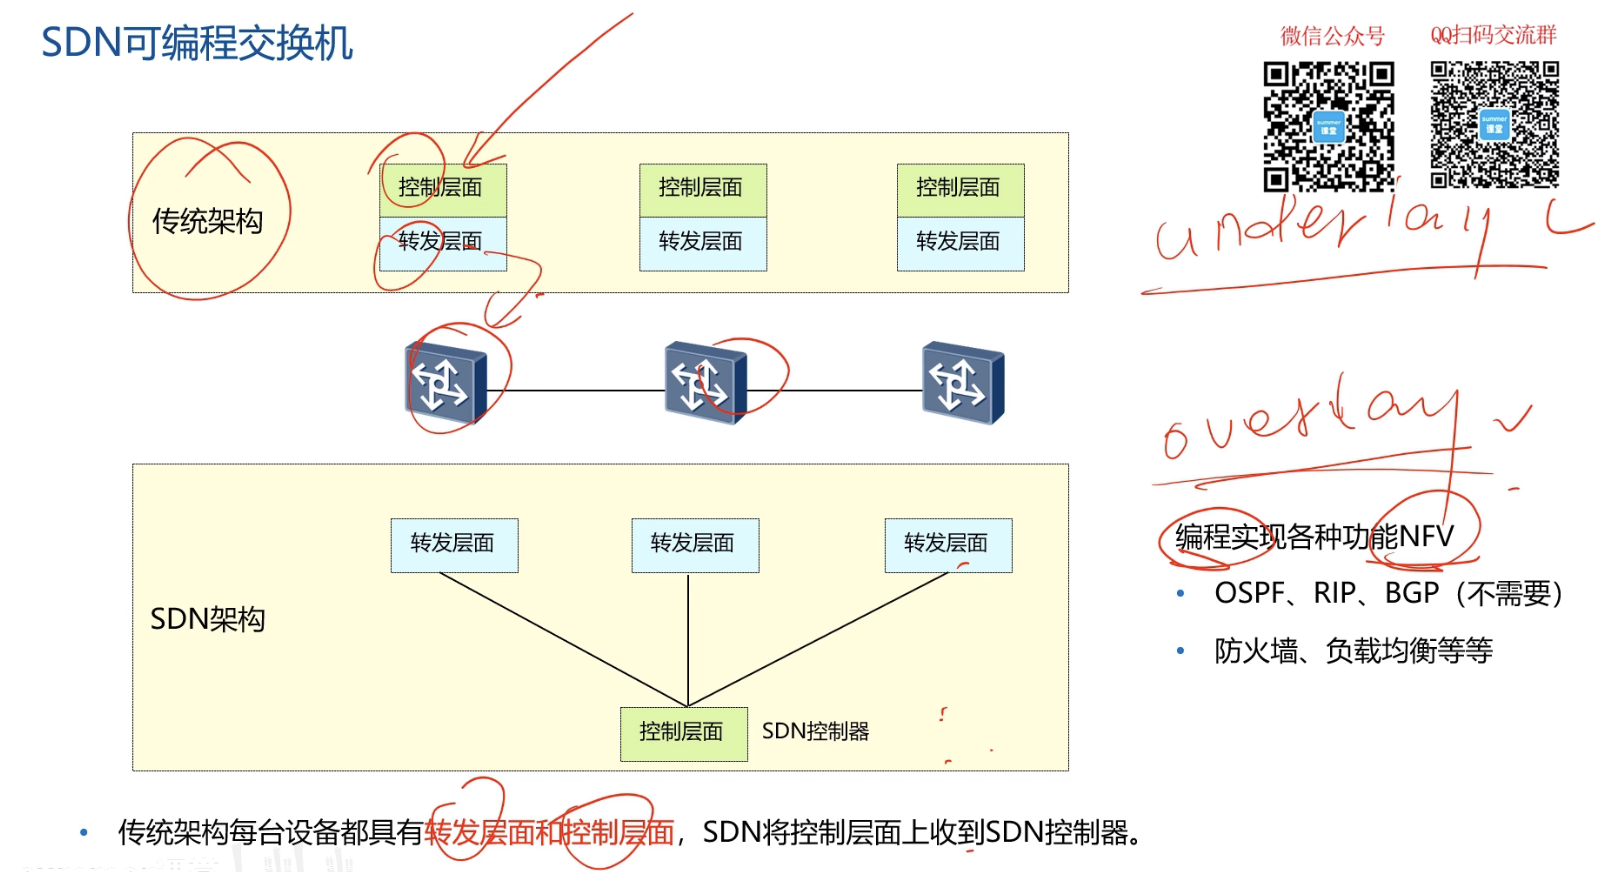 SDN可编程交换机
微信公众号
QQ扫码交流群
summer
课堂
summer
课堂
传统架构
控制层面
转发层面
控制层面
转发层面
控制层面
转发层面
underlay
overlay
转发层面
转发层面
转发层面
SDN架构
控制层面
SDN控制器
编程实现各种功能NFV
• OSPF、RIP、BGP（不需要）
• 防火墙、负载均衡等等
• 传统架构每台设备都具有转发层面和控制层面，SDN将控制层面上收到SDN控制器。